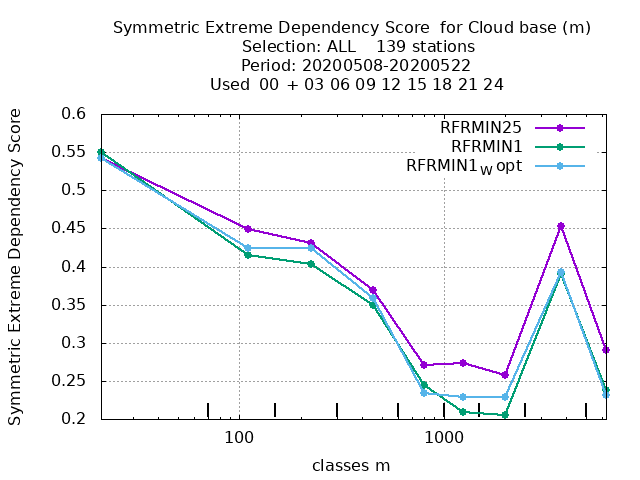 Symmetric Extreme Dependency Score  for Cloud base (m)
Selection: ALL    139 stations
Period: 20200508-20200522
Used  00  + 03 06 09 12 15 18 21 24
RFRMIN25
RFRMIN1
RFRMIN1W opt
Symmetric Extreme Dependency Score
0.6
0.55
0.5
0.45
0.4
0.35
0.3
0.25
0.2
100
1000
classes m